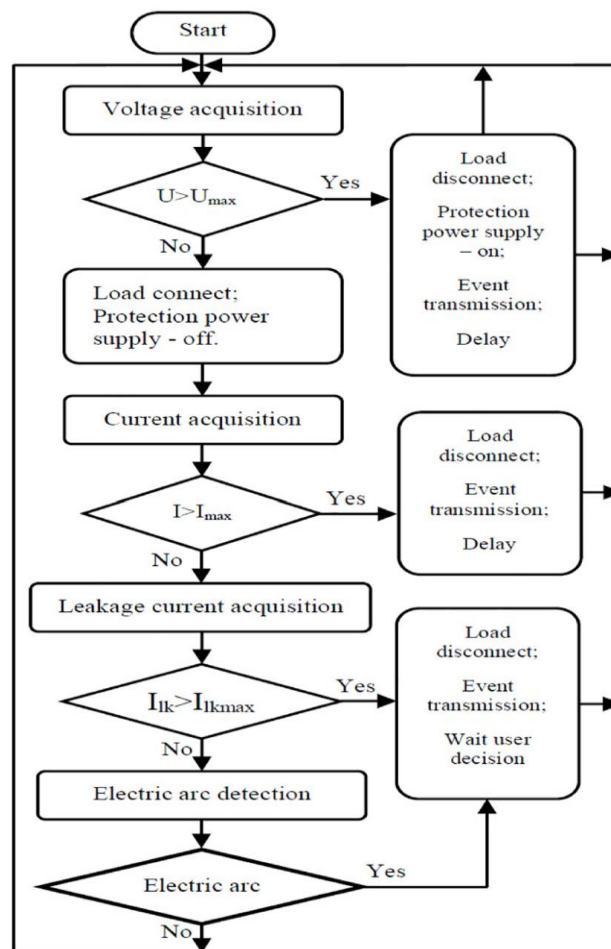 Start
Voltage acquisition
U>Umax
Yes
No
Load
disconnect;
Protection
power supply
– on;
Event
transmission;
Delay
Load connect;
Protection power
supply - off.
Current acquisition
I>Imax
Yes
No
Load
disconnect;
Event
transmission;
Delay
Leakage current acquisition
Ilk>Ilkmax
Yes
No
Load
disconnect;
Event
transmission;
Wait user
decision
Electric arc detection
Electric arc
Yes
No